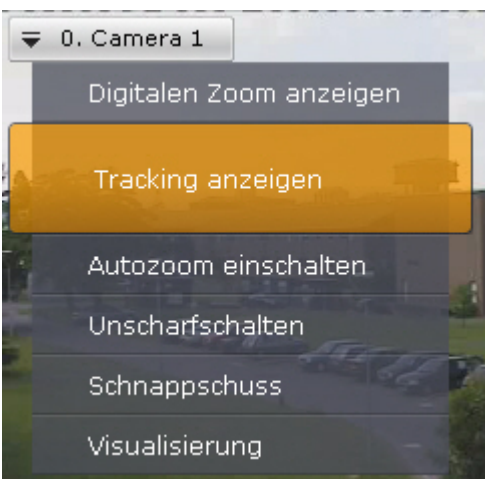 0. Camera 1
Digitalen Zoom anzeigen
Tracking anzeigen
Autozoom einschalten
Unscharfschalten
Schnappschuss
Visualisierung